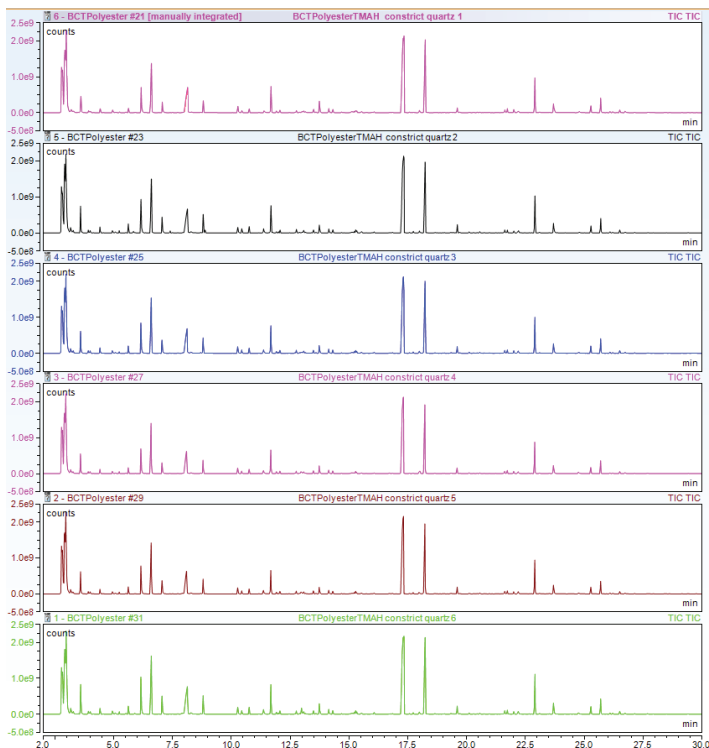 6 - BCTPolyester #21 [manually integrated] BCTPolyesterTMAH constrict quartz 1 TIC TIC
2.5e9
counts
2.0e9
1.0e9
0.0e0
-5.0e8
min
5 - BCTPolyester #23 BCTPolyesterTMAH constrict quartz 2 TIC TIC
2.5e9
counts
2.0e9
1.0e9
0.0e0
-5.0e8
min
4 - BCTPolyester #25 BCTPolyesterTMAH constrict quartz 3 TIC TIC
2.5e9
counts
2.0e9
1.0e9
0.0e0
-5.0e8
min
3 - BCTPolyester #27 BCTPolyesterTMAH constrict quartz 4 TIC TIC
2.5e9
counts
2.0e9
1.0e9
0.0e0
-5.0e8
min
2 - BCTPolyester #29 BCTPolyesterTMAH constrict quartz 5 TIC TIC
2.5e9
counts
2.0e9
1.0e9
0.0e0
-5.0e8
min
1 - BCTPolyester #31 BCTPolyesterTMAH constrict quartz 6 TIC TIC
2.5e9
counts
2.0e9
1.0e9
0.0e0
-5.0e8
min
2.0 5.0 7.5 10.0 12.5 15.0 17.5 20.0 22.5 25.0 27.5 30.0